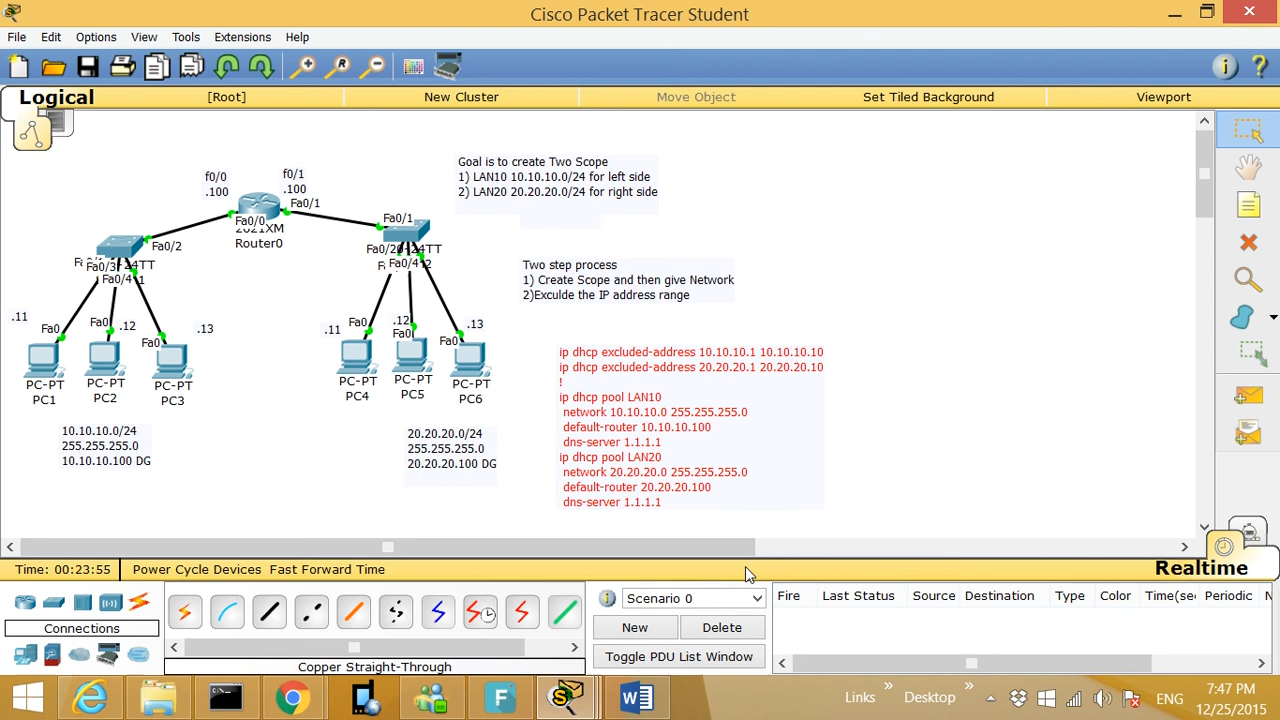 Cisco Packet Tracer Student
File Edit Options View Tools Extensions Help
Logical [Root] New Cluster Move Object Set Tiled Background Viewport
Goal is to create Two Scope
1) LAN10 10.10.10.0/24 for left side
2) LAN20 20.20.20.0/24 for right side
f0/0
.100
f0/1
.100
Fa0/1
Fa0/0
Router0
Fa0/2
Fa0/1
Two step process
1) Create Scope and then give Network
2)Exculde the IP address range
.11
Fa0
PC-PT
PC1
.12
Fa0
PC-PT
PC2
.13
Fa0
PC-PT
PC3
.11
Fa0
PC-PT
PC4
.12
Fa0
PC-PT
PC5
.13
Fa0
PC-PT
PC6
10.10.10.0/24
255.255.255.0
10.10.10.100 DG
20.20.20.0/24
255.255.255.0
20.20.20.100 DG
ip dhcp excluded-address 10.10.10.1 10.10.10.10
ip dhcp excluded-address 20.20.20.1 20.20.20.10
!
ip dhcp pool LAN10
network 10.10.10.0 255.255.255.0
default-router 10.10.10.100
dns-server 1.1.1.1
ip dhcp pool LAN20
network 20.20.20.0 255.255.255.0
default-router 20.20.20.100
dns-server 1.1.1.1
Time: 00:23:55 Power Cycle Devices Fast Forward Time Realtime
Connections
Copper Straight-Through
Scenario 0
New Delete
Toggle PDU List Window
Fire Last Status Source Destination Type Color Time(sec Periodic N
Links » Desktop » ENG
7:47 PM
12/25/2015